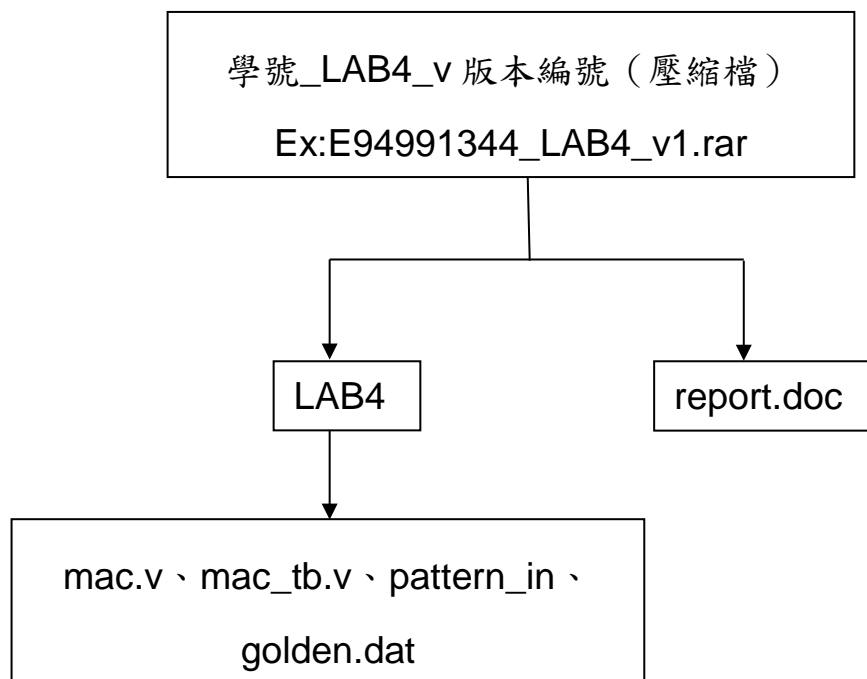 學號_LAB4_v 版本編號（壓縮檔）
Ex:E94991344_LAB4_v1.rar
LAB4
report.doc
mac.v、mac_tb.v、pattern_in、
golden.dat